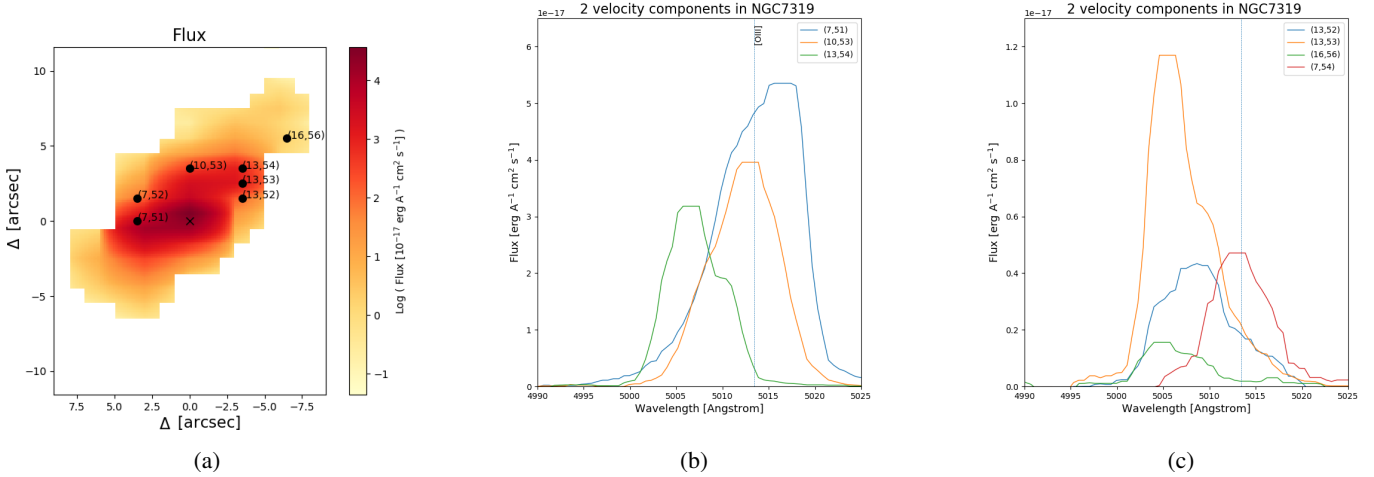 Flux
10
5
0
−5
−10
7.5 5.0 2.5 0.0 −2.5 −5.0 −7.5
Δ [arcsec]
Δ [arcsec]
(16,56)
(10,53)
(13,54)
(13,53)
(7,52)
(13,52)
(7,51)
4
3
2
1
0
−1
Log ( Flux [10⁻¹⁷ erg A⁻¹ cm² s⁻¹] )
(a)
2 velocity components in NGC7319
1e−17
6
5
4
3
2
1
0
Flux [erg A⁻¹ cm² s⁻¹]
[OIII]
(7,51)
(10,53)
(13,54)
4990 4995 5000 5005 5010 5015 5020 5025
Wavelength [Angstrom]
(b)
2 velocity components in NGC7319
1e−17
1.2
1.0
0.8
0.6
0.4
0.2
0.0
Flux [erg A⁻¹ cm² s⁻¹]
(13,52)
(13,53)
(16,56)
(7,54)
4990 4995 5000 5005 5010 5015 5020 5025
Wavelength [Angstrom]
(c)